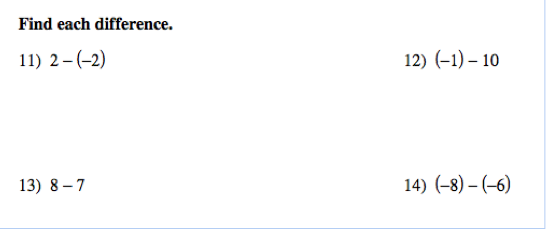 Find each difference.
11) 2 – (–2)
12) (–1) – 10
13) 8 – 7
14) (–8) – (–6)